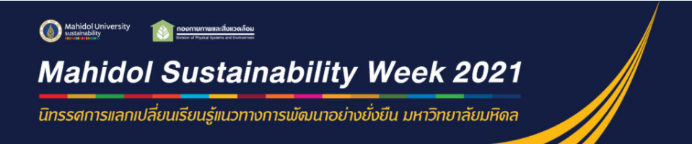 Mahidol University
sustainability
กองกายภาพและสิ่งแวดล้อม
Division of Physical Systems and Environment
Mahidol Sustainability Week 2021
นิทรรศการแลกเปลี่ยนเรียนรู้แนวทางการพัฒนาอย่างยั่งยืน มหาวิทยาลัยมหิดล